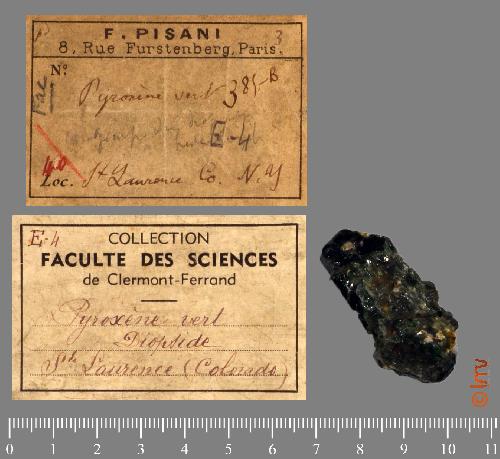 F. PISANI
3
8, Rue Furstenberg, Paris.
No.
Pyroxène vert 385-B
E-4
40
Loc. St Laurence Co. N.Y
E-4
COLLECTION
FACULTE DES SCIENCES
de Clermont-Ferrand
Pyroxène vert
Diopside
Sth Laurence (Colorado)
0 1 2 3 4 5 6 7 8 9 10 11